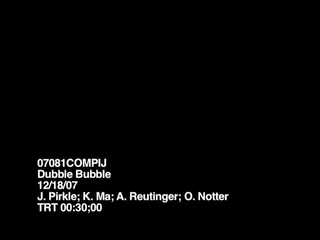 07081COMPIJ
Dubble Bubble
12/18/07
J. Pirkle; K. Ma; A. Reutinger; O. Notter
TRT 00:30;00